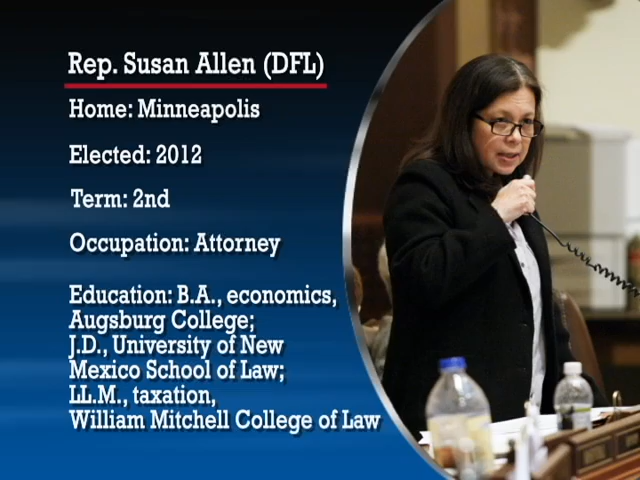 Rep. Susan Allen (DFL)
Home: Minneapolis
Elected: 2012
Term: 2nd
Occupation: Attorney
Education: B.A., economics,
Augsburg College;
J.D., University of New
Mexico School of Law;
LL.M., taxation,
William Mitchell College of Law